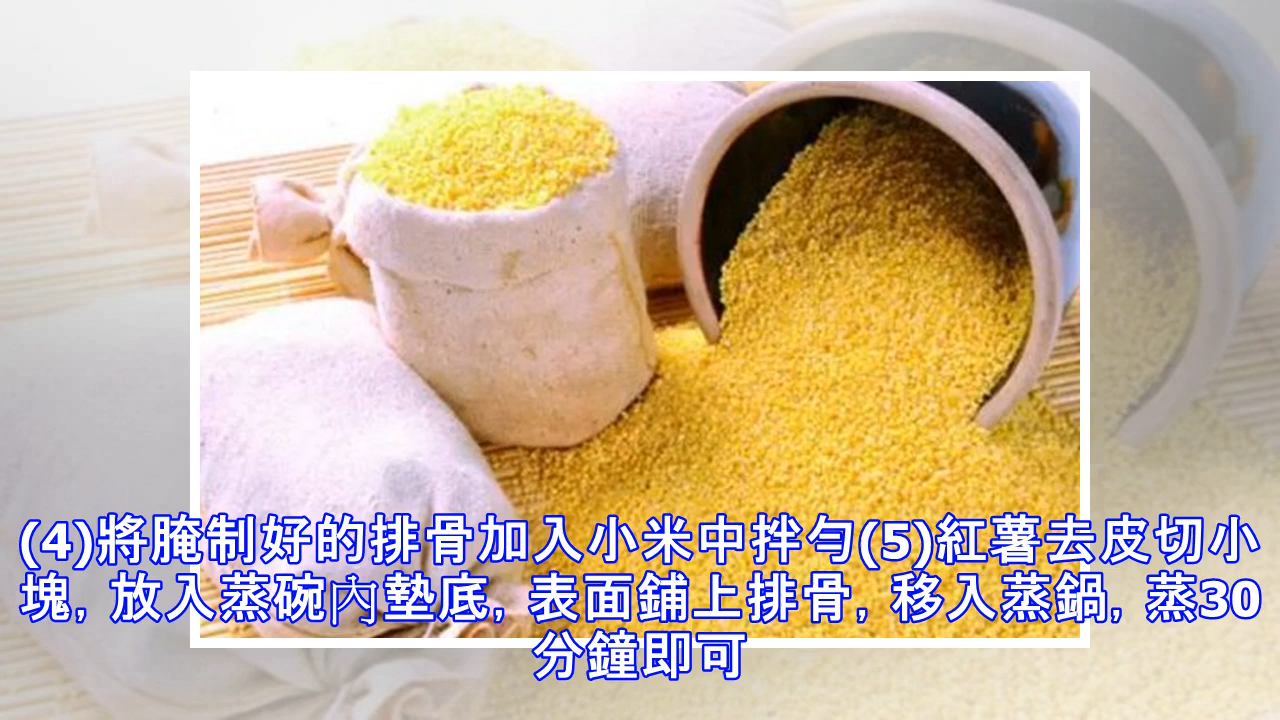 (4)將腌制好的排骨加入小米中拌勻(5)紅薯去皮切小
塊, 放入蒸碗內墊底, 表面鋪上排骨, 移入蒸鍋, 蒸30
分鐘即可